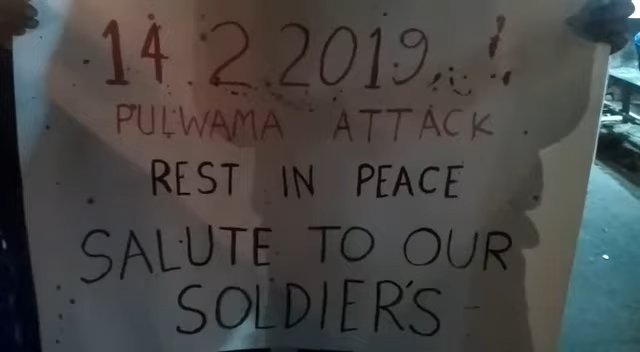 14.2.2019..!
PULWAMA ATTACK.
REST IN PEACE
SALUTE TO OUR
SOLDIER'S